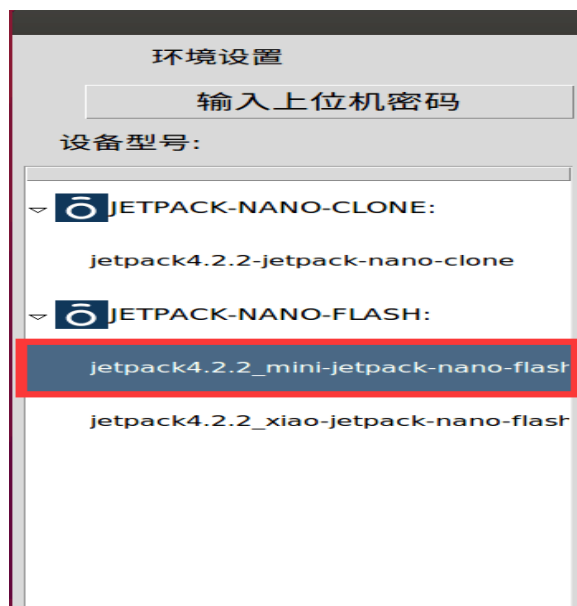 环境设置
输入上位机密码
设备型号:
JETPACK-NANO-CLONE:
jetpack4.2.2-jetpack-nano-clone
JETPACK-NANO-FLASH:
jetpack4.2.2_mini-jetpack-nano-flash
jetpack4.2.2_xiao-jetpack-nano-flash